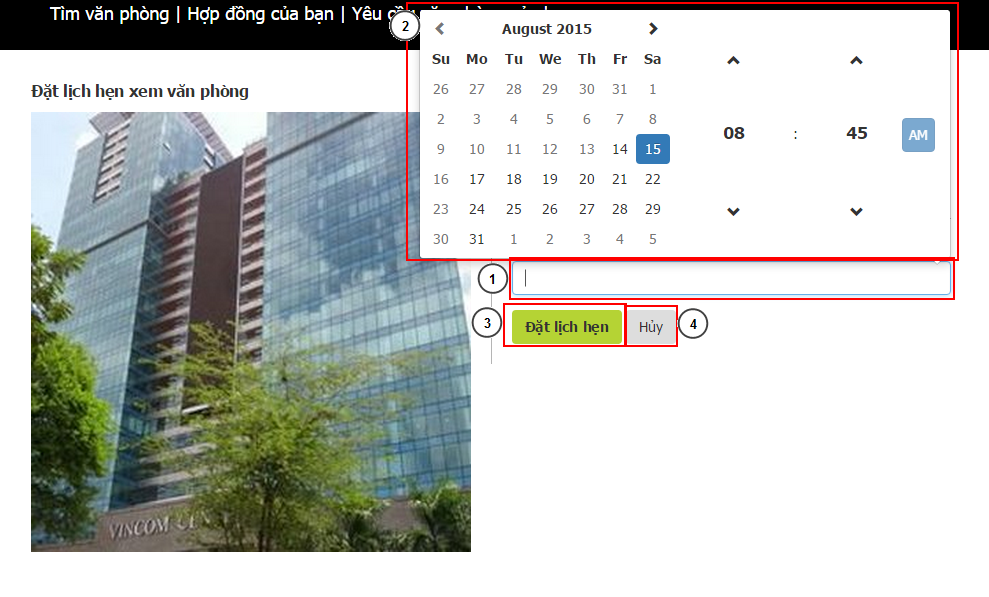 Tìm văn phòng | Hợp đồng của bạn | Yêu
2
August 2015
Su Mo Tu We Th Fr Sa
26 27 28 29 30 31 1
2 3 4 5 6 7 8
9 10 11 12 13 14 15
16 17 18 19 20 21 22
23 24 25 26 27 28 29
30 31 1 2 3 4 5
08 : 45 AM
Đặt lịch hẹn xem văn phòng
1
3 Đặt lịch hẹn Hủy 4
VINCOM